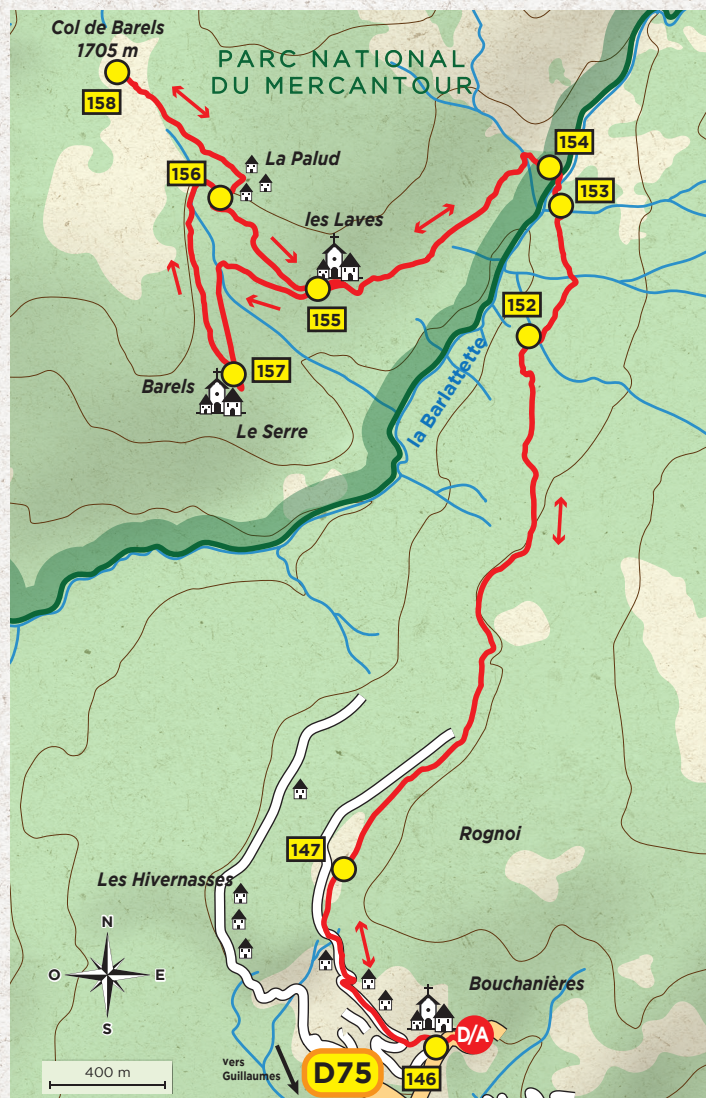 Col de Barels
1705 m
PARC NATIONAL
DU MERCANTOUR
158
154
La Palud
156
153
les Laves
152
155
157
Barels
la Barlattette
Le Serre
147
Rognoi
Les Hivernasses
N
O
E
S
Bouchanières
D/A
400 m
vers
Guillaumes
D75
146